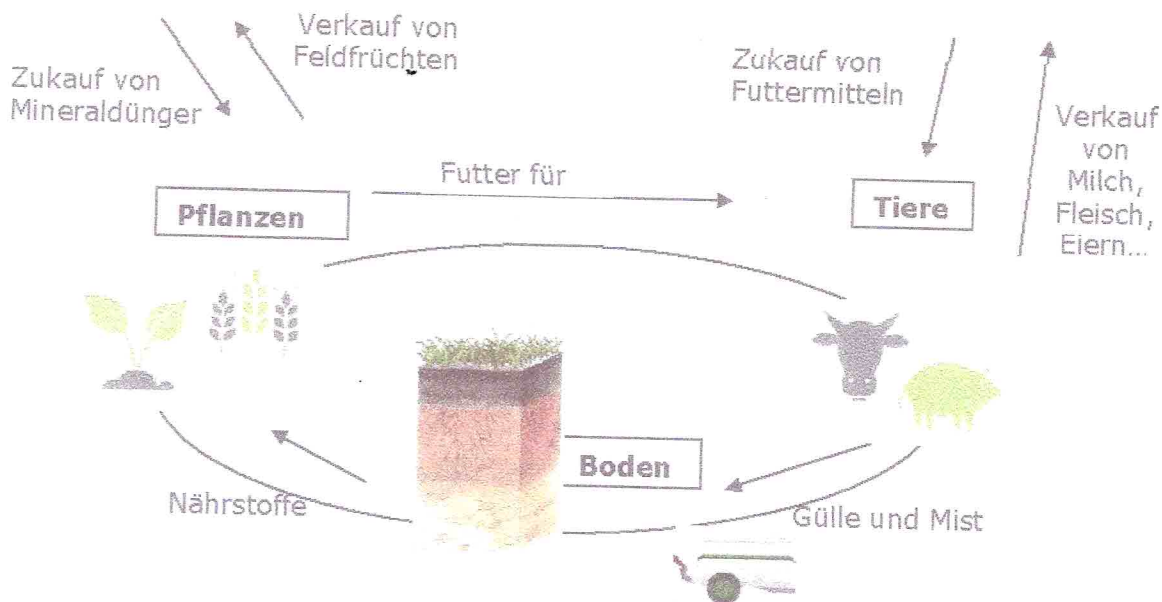 Verkauf von
Feldfrüchten
Zukauf von
Mineraldünger
Zukauf von
Futtermitteln
Verkauf
von
Milch,
Fleisch,
Eiern...
Futter für
Pflanzen
Tiere
Boden
Nährstoffe
Gülle und Mist